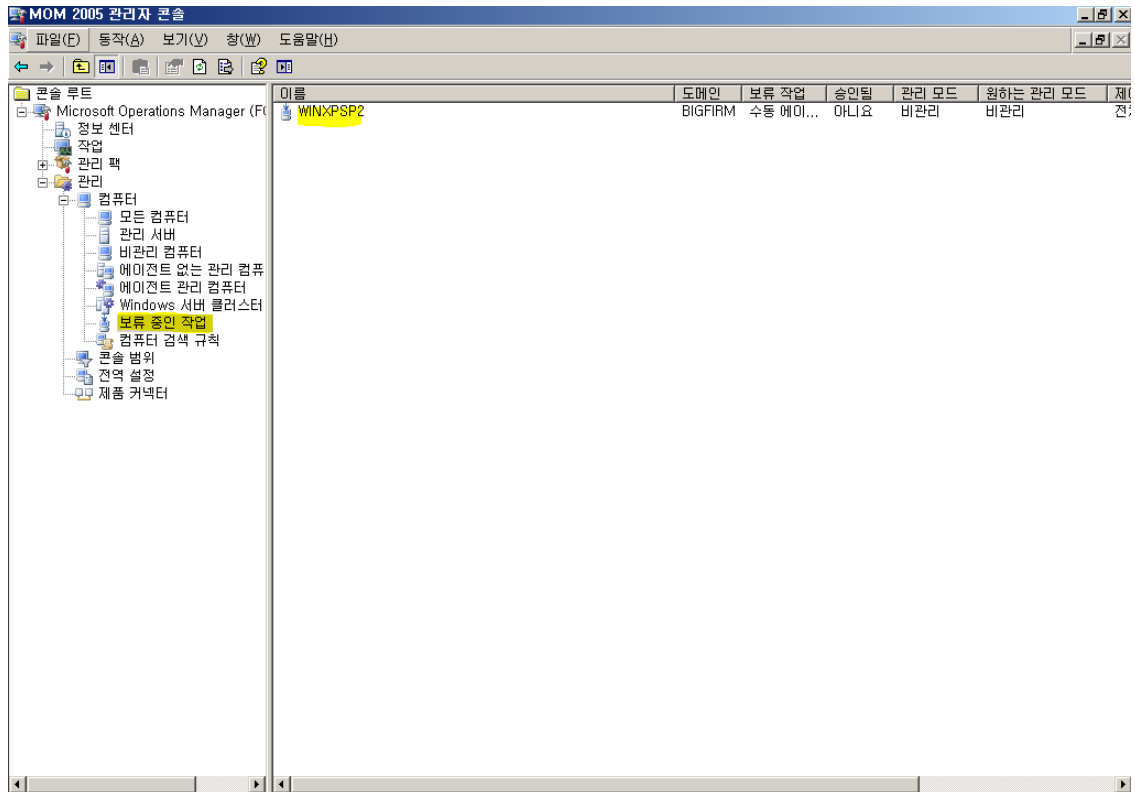 MOM 2005 관리자 콘솔
파일(F) 동작(A) 보기(V) 창(W) 도움말(H)
콘솔 루트
Microsoft Operations Manager (F
정보 센터
작업
관리 팩
관리
컴퓨터
모든 컴퓨터
관리 서버
비관리 컴퓨터
에이전트 없는 관리 컴퓨
에이전트 관리 컴퓨터
Windows 서버 클러스터
보류 중인 작업
컴퓨터 검색 규칙
콘솔 범위
전역 설정
제품 커넥터
이름 도메인 보류 작업 승인됨 관리 모드 원하는 관리 모드
WINXPSP2 BIGFIRM 수동 에이... 아니요 비관리 비관리